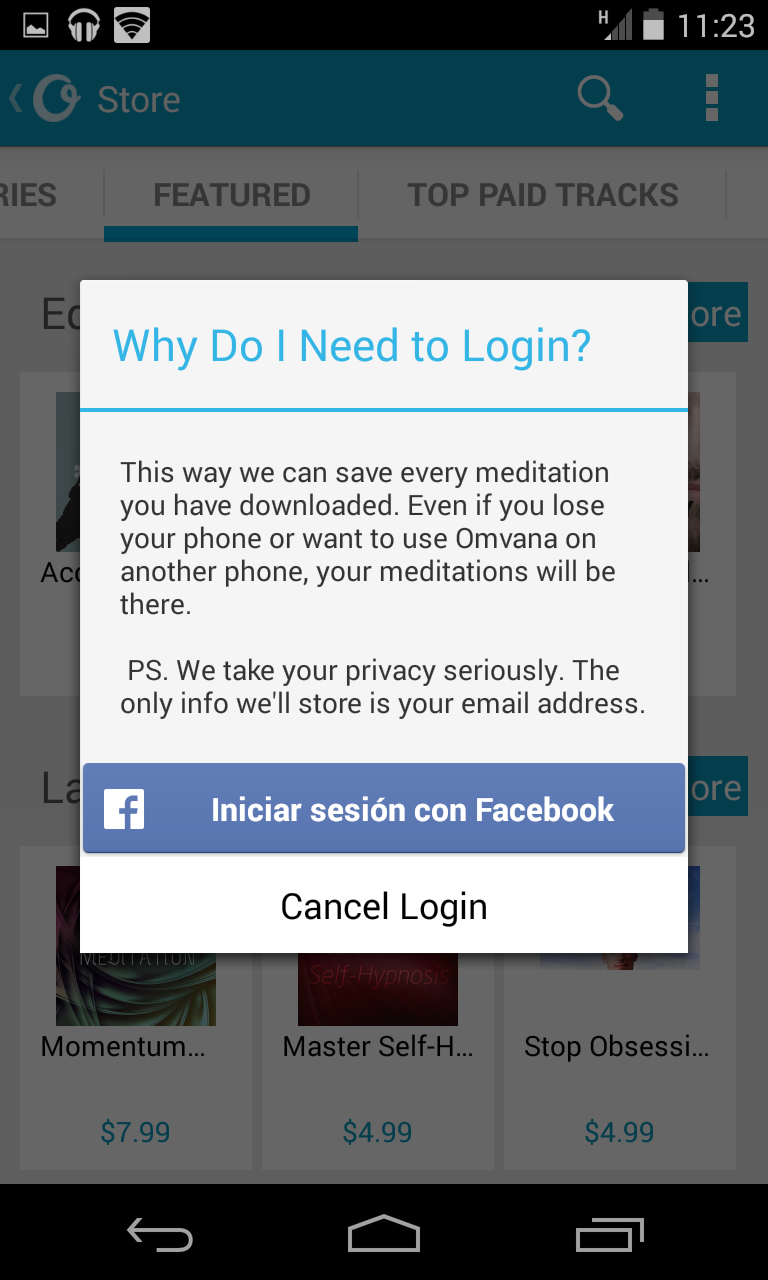 H 11:23
Store
RIES FEATURED TOP PAID TRACKS
Ed ore
Why Do I Need to Login?
This way we can save every meditation
you have downloaded. Even if you lose
your phone or want to use Omvana on
another phone, your meditations will be
there.
PS. We take your privacy seriously. The
only info we'll store is your email address.
Acc ...
La ore
Iniciar sesión con Facebook
Cancel Login
MEDITATION Self-Hypnosis
Momentum... Master Self-H... Stop Obsessi...
$7.99 $4.99 $4.99